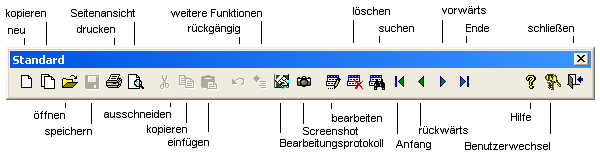 kopieren Seitenansicht weitere Funktionen löschen vorwärts
neu drucken rückgängig suchen Ende schließen
Standard
öffnen ausschneiden bearbeiten Hilfe
speichern kopieren Screenshot rückwärts
einfügen Bearbeitungsprotokoll Anfang Benutzerwechsel